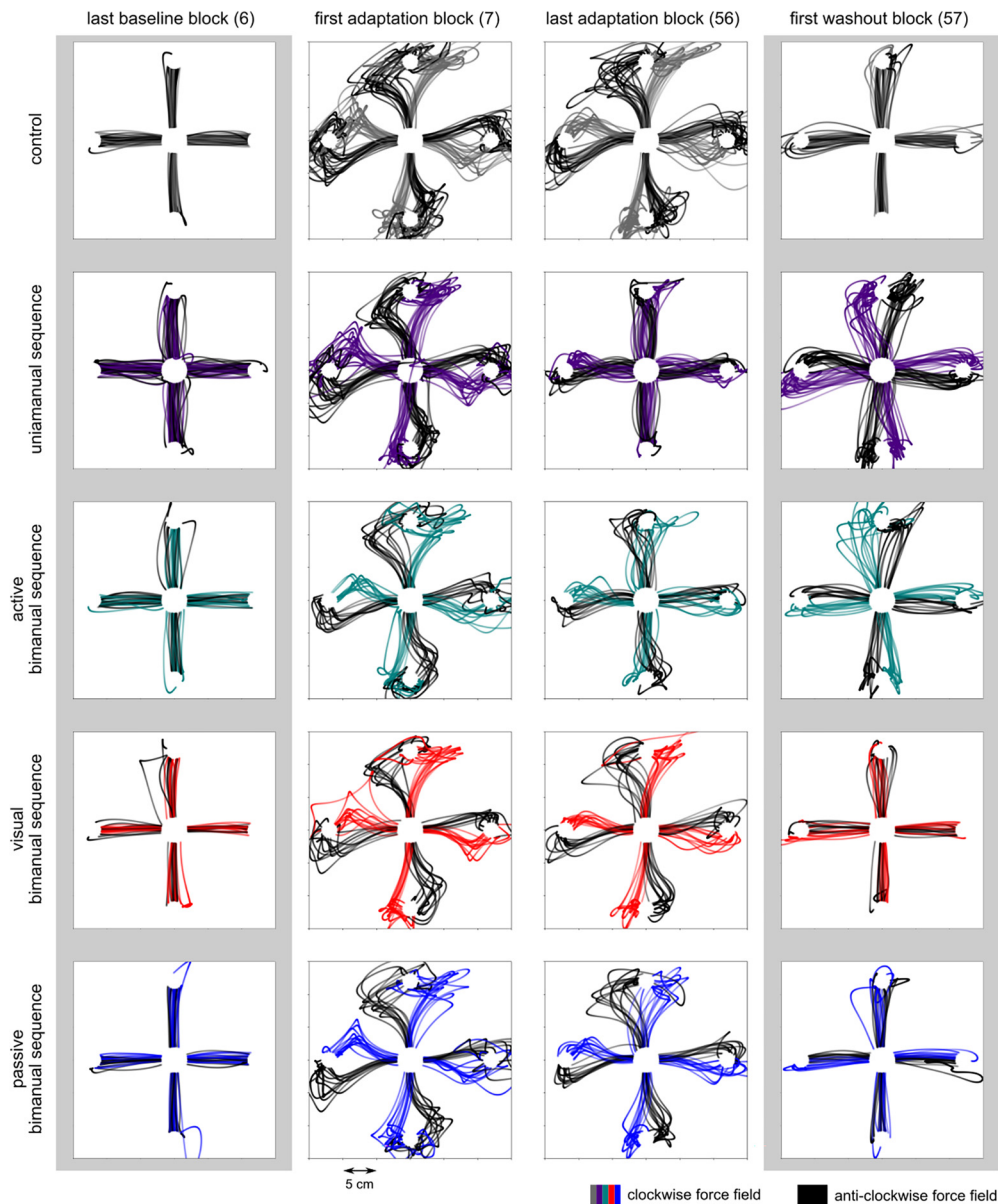 last baseline block (6)
first adaptation block (7)
last adaptation block (56)
first washout block (57)
control
uniamanual sequence
active
bimanual sequence
visual
bimanual sequence
passive
bimanual sequence
5 cm
clockwise force field
anti-clockwise force field